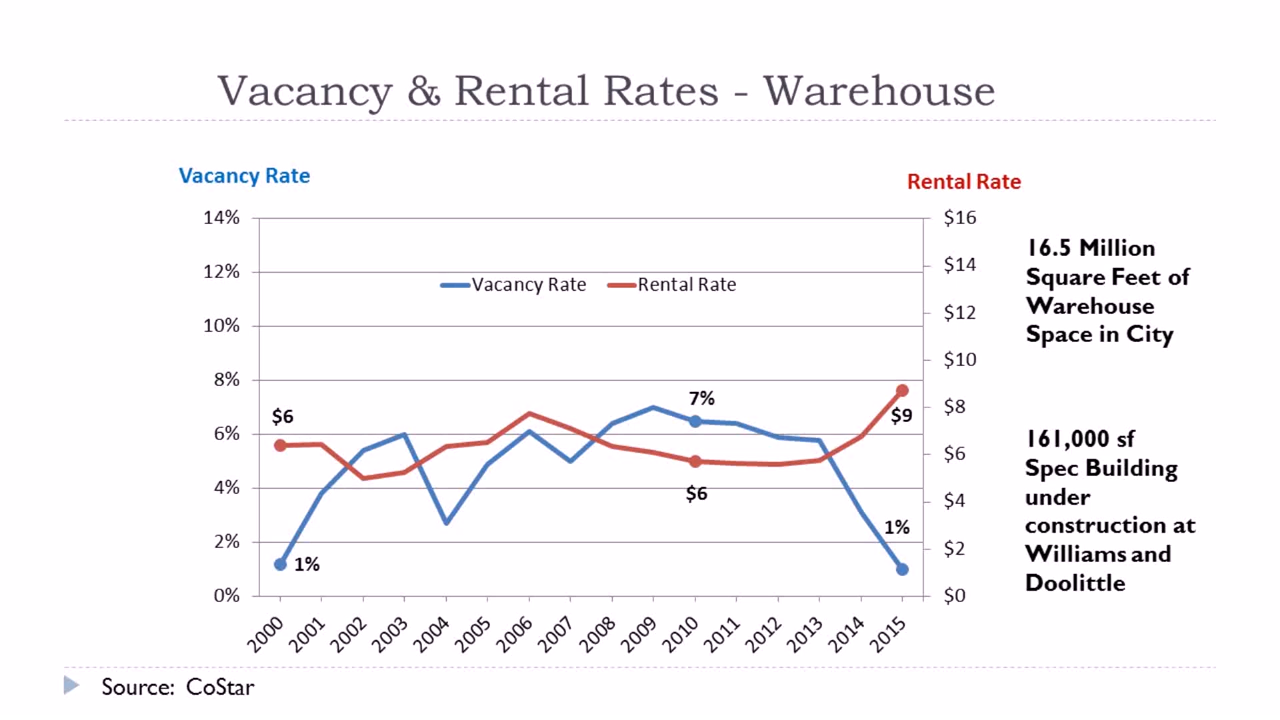 Vacancy & Rental Rates - Warehouse
Vacancy Rate
Rental Rate
14%
12%
10%
8%
6%
4%
2%
0%
$16
$14
$12
$10
$8
$6
$4
$2
$0
Vacancy Rate
Rental Rate
$6
1%
7%
$6
$9
1%
2000
2001
2002
2003
2004
2005
2006
2007
2008
2009
2010
2011
2012
2013
2014
2015
16.5 Million
Square Feet of
Warehouse
Space in City
161,000 sf
Spec Building
under
construction at
Williams and
Doolittle
Source: CoStar